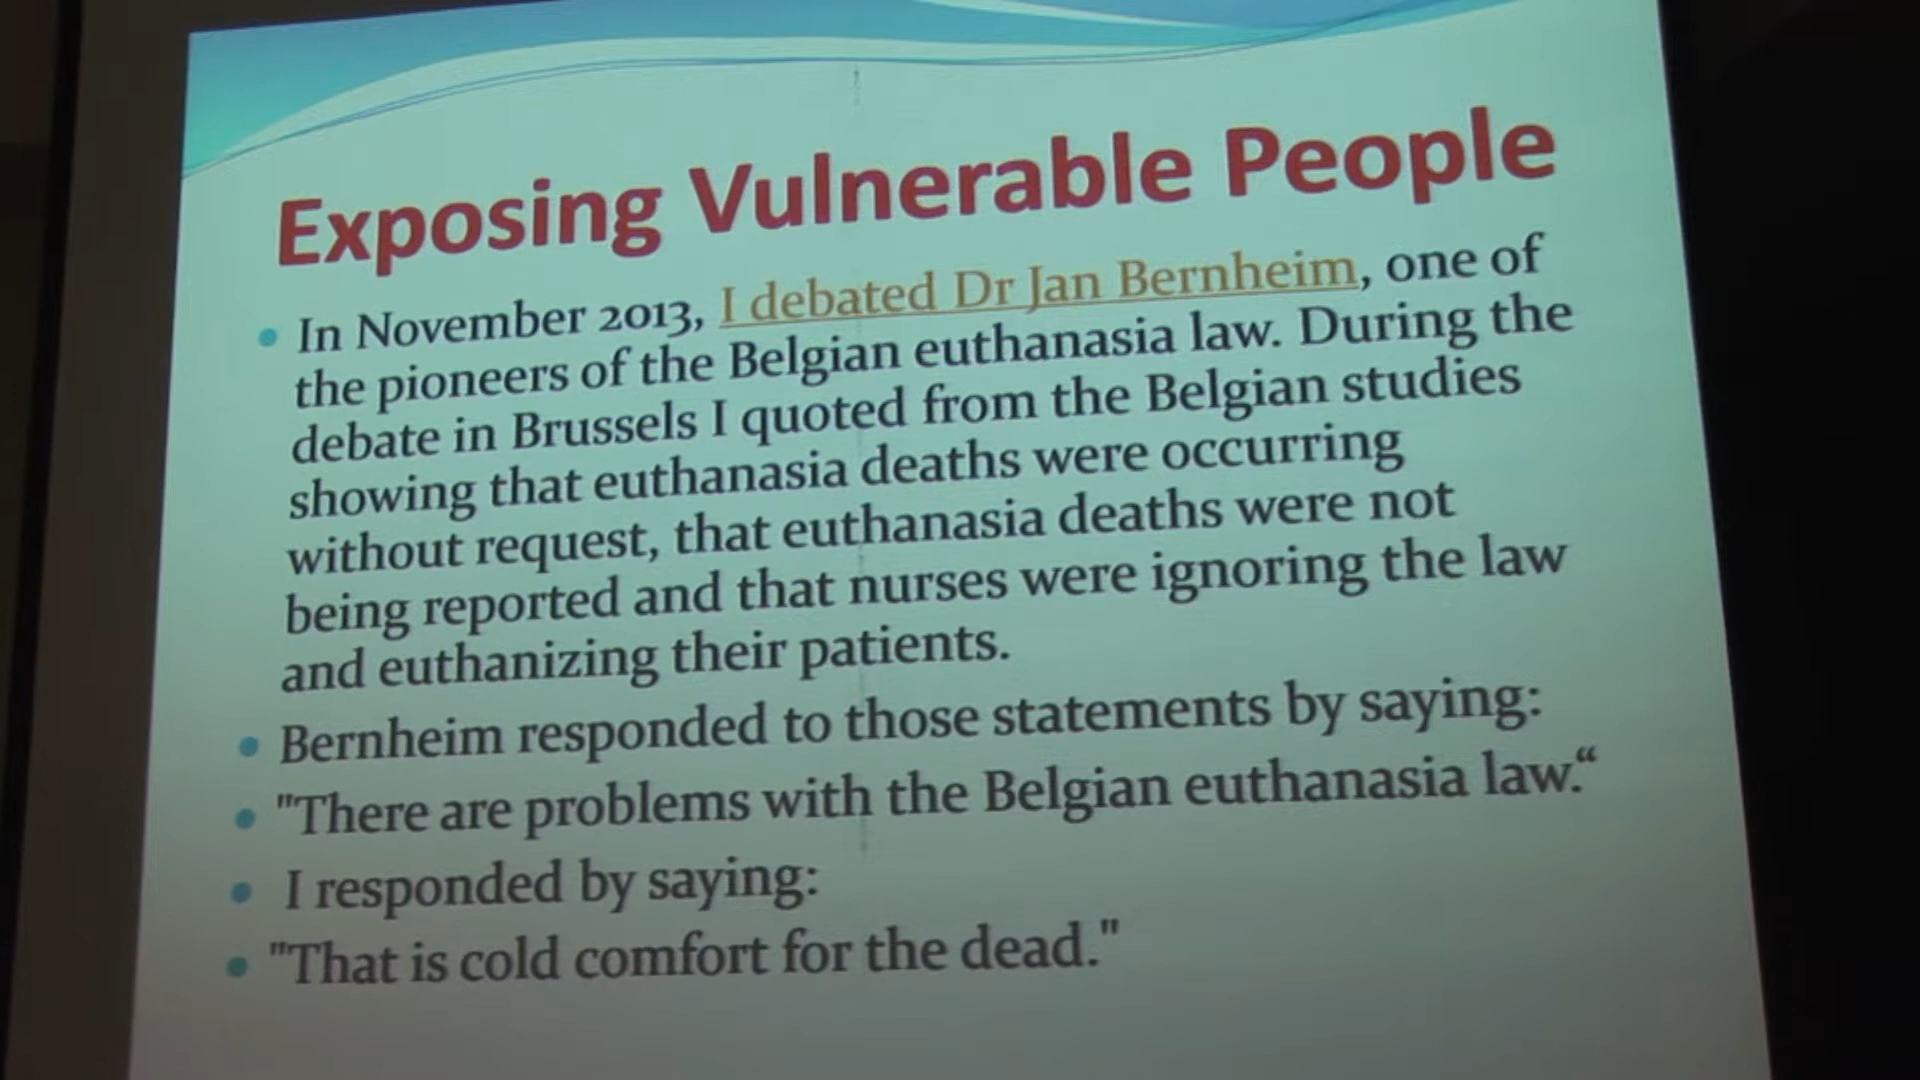 Exposing Vulnerable People
• In November 2013, I debated Dr Jan Bernheim, one of
the pioneers of the Belgian euthanasia law. During the
debate in Brussels I quoted from the Belgian studies
showing that euthanasia deaths were occurring
without request, that euthanasia deaths were not
being reported and that nurses were ignoring the law
and euthanizing their patients.
• Bernheim responded to those statements by saying:
• "There are problems with the Belgian euthanasia law.“
• I responded by saying:
• "That is cold comfort for the dead."